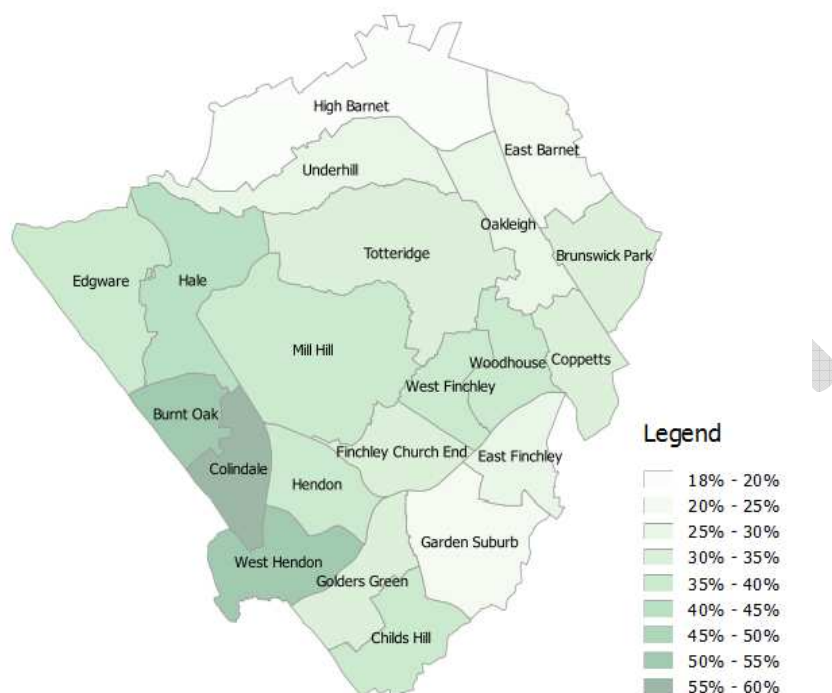 High Barnet
East Barnet
Underhill
Oakleigh
Totteridge
Brunswick Park
Edgware
Hale
Mill Hill
Woodhouse
Coppetts
West Finchley
Burnt Oak
Finchley Church End
East Finchley
Colindale
Hendon
Garden Suburb
West Hendon
Golders Green
Childs Hill
Legend
18% - 20%
20% - 25%
25% - 30%
30% - 35%
35% - 40%
40% - 45%
45% - 50%
50% - 55%
55% - 60%